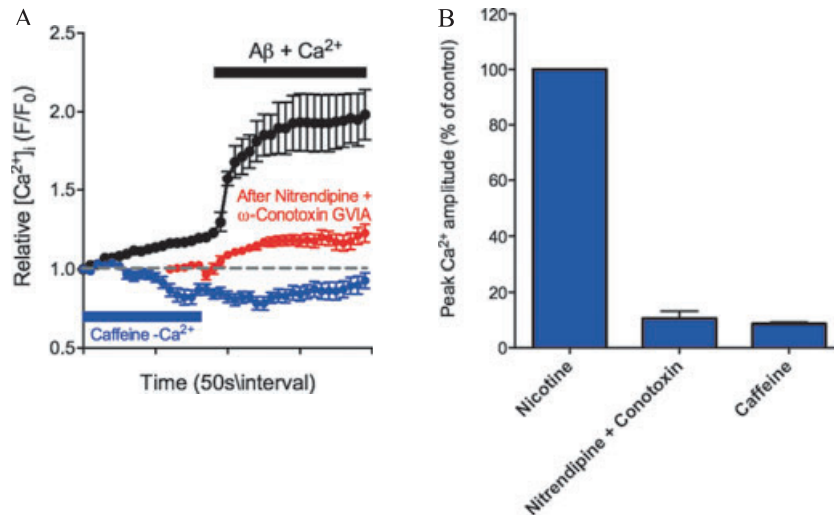 A
Relative [Ca²⁺]ᵢ (F/F₀)
2.5
2.0
1.5
1.0
0.5
Aβ + Ca²⁺
After Nitrendipine +
ω-Conotoxin GVIA
Caffeine -Ca²⁺
Time (50s\interval)
B
Peak Ca²⁺ amplitude (% of control)
120
100
80
60
40
20
0
Nicotine
Nitrendipine + Conotoxin
Caffeine